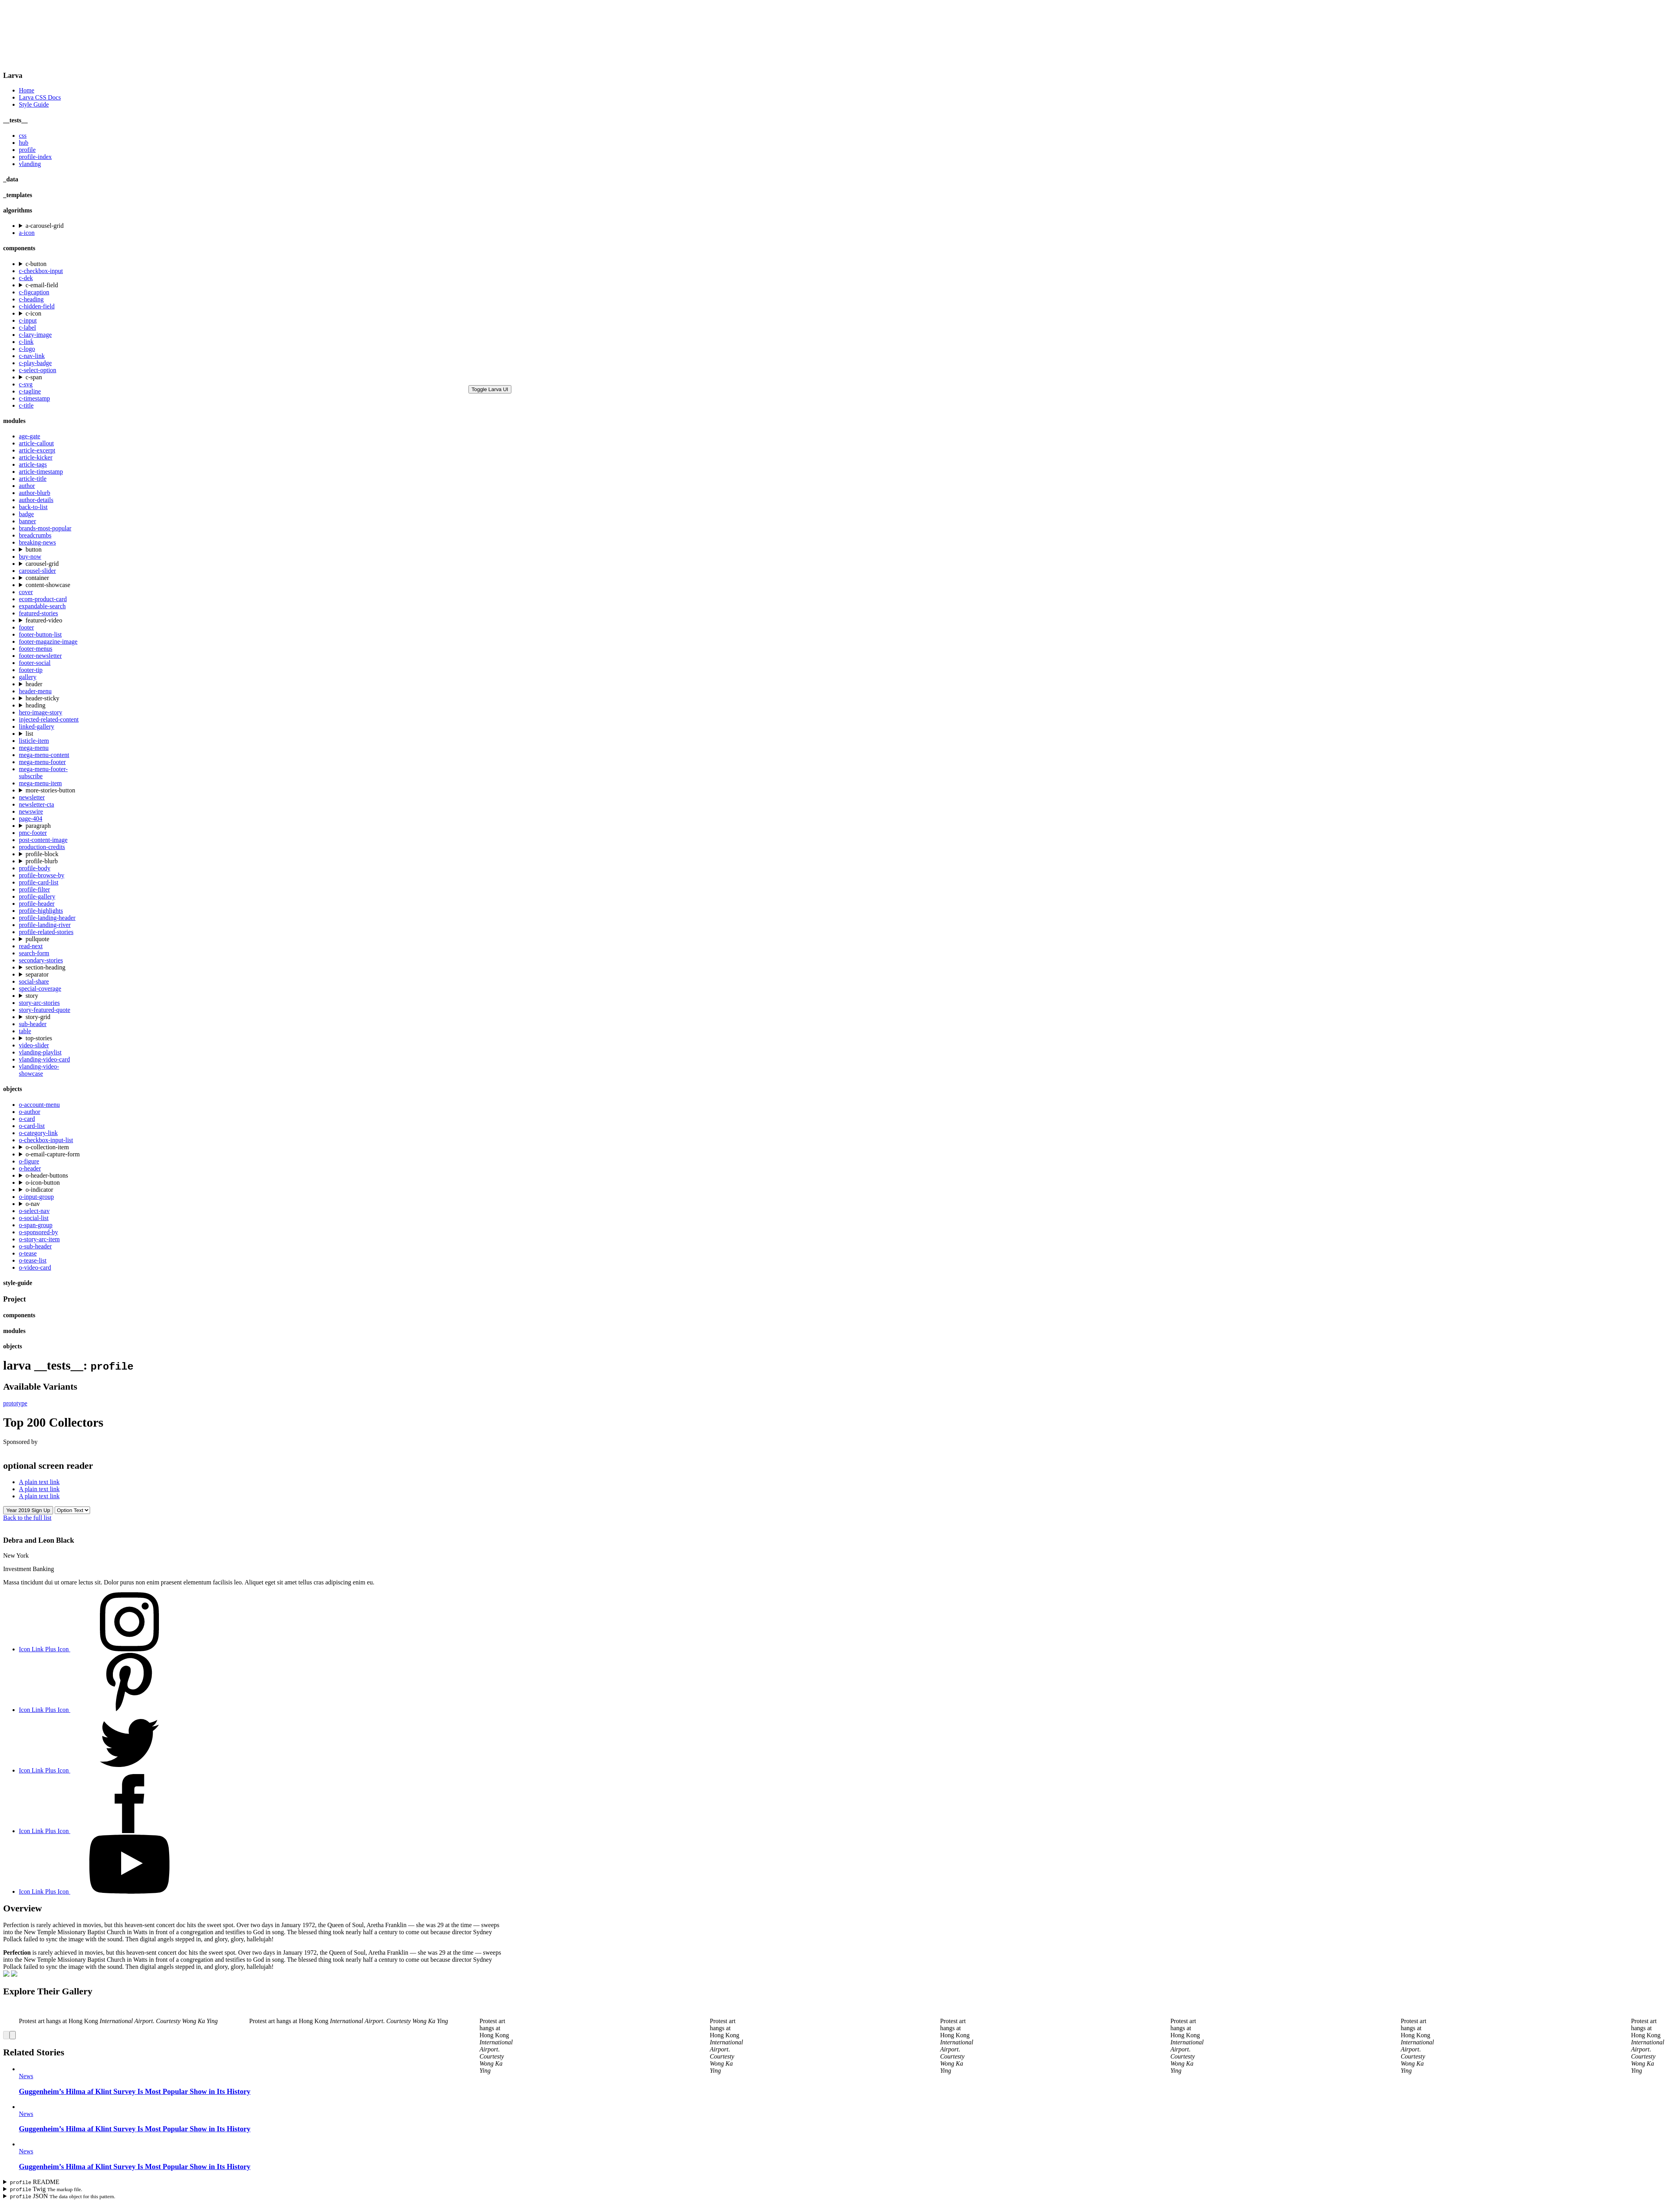 Larva
Home
Larva CSS Docs
Style Guide
__tests__
css
hub
profile
profile-index
vlanding
_data
_templates
algorithms
a-carousel-grid
a-icon
components
c-button
c-checkbox-input
c-dek
c-email-field
c-figcaption
c-heading
c-hidden-field
c-icon
c-input
c-label
c-lazy-image
c-link
c-logo
c-nav-link
c-play-badge
c-select-option
c-span
c-svg
c-tagline
c-timestamp
c-title
Toggle Larva UI
modules
age-gate
article-callout
article-excerpt
article-kicker
article-tags
article-timestamp
article-title
author
author-blurb
author-details
back-to-list
badge
banner
brands-most-popular
breadcrumbs
breaking-news
button
buy-now
carousel-grid
carousel-slider
container
content-showcase
cover
ecom-product-card
expandable-search
featured-stories
featured-video
footer
footer-button-list
footer-magazine-image
footer-menus
footer-newsletter
footer-social
footer-tip
gallery
header
header-menu
header-sticky
heading
hero-image-story
injected-related-content
linked-gallery
list
listicle-item
mega-menu
mega-menu-content
mega-menu-footer
mega-menu-footer-
subscribe
mega-menu-item
more-stories-button
newsletter
newsletter-cta
newswire
page-404
paragraph
pmc-footer
post-content-image
production-credits
profile-block
profile-blurb
profile-body
profile-browse-by
profile-card-list
profile-filter
profile-gallery
profile-header
profile-highlights
profile-landing-header
profile-landing-river
profile-related-stories
pullquote
read-next
search-form
secondary-stories
section-heading
separator
social-share
special-coverage
story
story-arc-stories
story-featured-quote
story-grid
sub-header
table
top-stories
video-slider
vlanding-playlist
vlanding-video-card
vlanding-video-
showcase
objects
o-account-menu
o-author
o-card
o-card-list
o-category-link
o-checkbox-input-list
o-collection-item
o-email-capture-form
o-figure
o-header
o-header-buttons
o-icon-button
o-indicator
o-input-group
o-nav
o-select-nav
o-social-list
o-span-group
o-sponsored-by
o-story-arc-item
o-sub-header
o-tease
o-tease-list
o-video-card
style-guide
Project
components
modules
objects
larva __tests__: profile
Available Variants
prototype
Top 200 Collectors
Sponsored by
optional screen reader
A plain text link
A plain text link
A plain text link
Year 2019 Sign Up Option Text
Back to the full list
Debra and Leon Black
New York
Investment Banking
Massa tincidunt dui ut ornare lectus sit. Dolor purus non enim praesent elementum facilisis leo. Aliquet eget sit amet tellus cras adipiscing enim eu.
Icon Link Plus Icon
Icon Link Plus Icon
Icon Link Plus Icon
Icon Link Plus Icon
Icon Link Plus Icon
Overview
Perfection is rarely achieved in movies, but this heaven-sent concert doc hits the sweet spot. Over two days in January 1972, the Queen of Soul, Aretha Franklin — she was 29 at the time — sweeps
into the New Temple Missionary Baptist Church in Watts in front of a congregation and testifies to God in song. The blessed thing took nearly half a century to come out because director Sydney
Pollack failed to sync the image with the sound. Then digital angels stepped in, and glory, glory, hallelujah!
Perfection is rarely achieved in movies, but this heaven-sent concert doc hits the sweet spot. Over two days in January 1972, the Queen of Soul, Aretha Franklin — she was 29 at the time — sweeps
into the New Temple Missionary Baptist Church in Watts in front of a congregation and testifies to God in song. The blessed thing took nearly half a century to come out because director Sydney
Pollack failed to sync the image with the sound. Then digital angels stepped in, and glory, glory, hallelujah!
Explore Their Gallery
Protest art hangs at Hong Kong International Airport. Courtesy Wong Ka Ying
Protest art hangs at Hong Kong International Airport. Courtesy Wong Ka Ying
Protest art
hangs at
Hong Kong
International
Airport.
Courtesy
Wong Ka
Ying
Protest art
hangs at
Hong Kong
International
Airport.
Courtesy
Wong Ka
Ying
Protest art
hangs at
Hong Kong
International
Airport.
Courtesy
Wong Ka
Ying
Protest art
hangs at
Hong Kong
International
Airport.
Courtesy
Wong Ka
Ying
Protest art
hangs at
Hong Kong
International
Airport.
Courtesy
Wong Ka
Ying
Protest art
hangs at
Hong Kong
International
Airport.
Courtesy
Wong Ka
Ying
Related Stories
News
Guggenheim’s Hilma af Klint Survey Is Most Popular Show in Its History
News
Guggenheim’s Hilma af Klint Survey Is Most Popular Show in Its History
News
Guggenheim’s Hilma af Klint Survey Is Most Popular Show in Its History
profile README
profile Twig The markup file.
profile JSON The data object for this pattern.